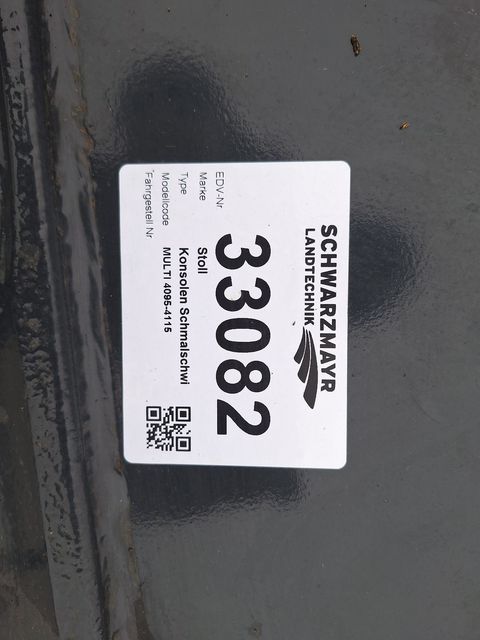 SCHWARZMAYR
LANDTECHNIK
EDV-Nr 33082
Marke Stoll
Type Konsolen Schmalschwi
Modellcode MULTI 4095-4115
Fahrgestell Nr